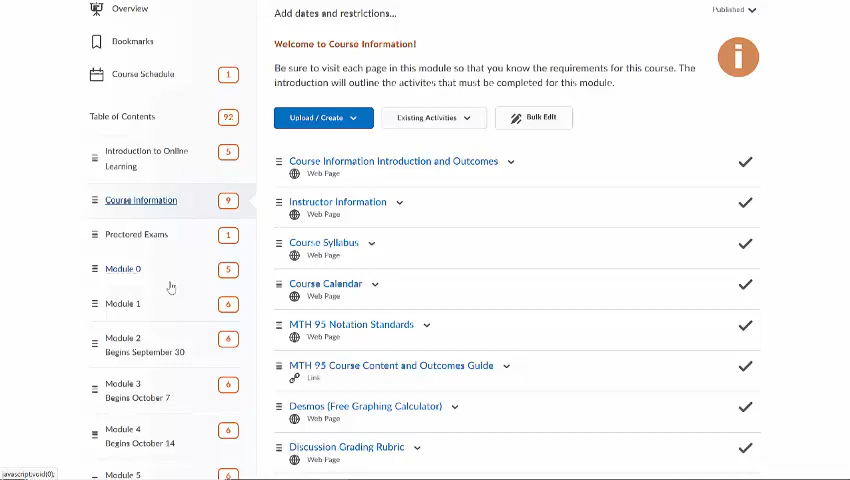 Overview
Bookmarks
Course Schedule
1
Table of Contents
92
Introduction to Online
Learning
5
Course Information
9
Proctored Exams
1
Module 0
5
Module 1
6
Module 2
Begins September 30
6
Module 3
Begins October 7
6
Module 4
Begins October 14
6
Module 5
6
javascript:void(0);
Add dates and restrictions...
Published
Welcome to Course Information!
Be sure to visit each page in this module so that you know the requirements for this course. The
introduction will outline the activites that must be completed for this module.
i
Upload / Create
Existing Activities
Bulk Edit
Course Information Introduction and Outcomes
Web Page
Instructor Information
Web Page
Course Syllabus
Web Page
Course Calendar
Web Page
MTH 95 Notation Standards
Web Page
MTH 95 Course Content and Outcomes Guide
Link
Desmos (Free Graphing Calculator)
Web Page
Discussion Grading Rubric
Web Page